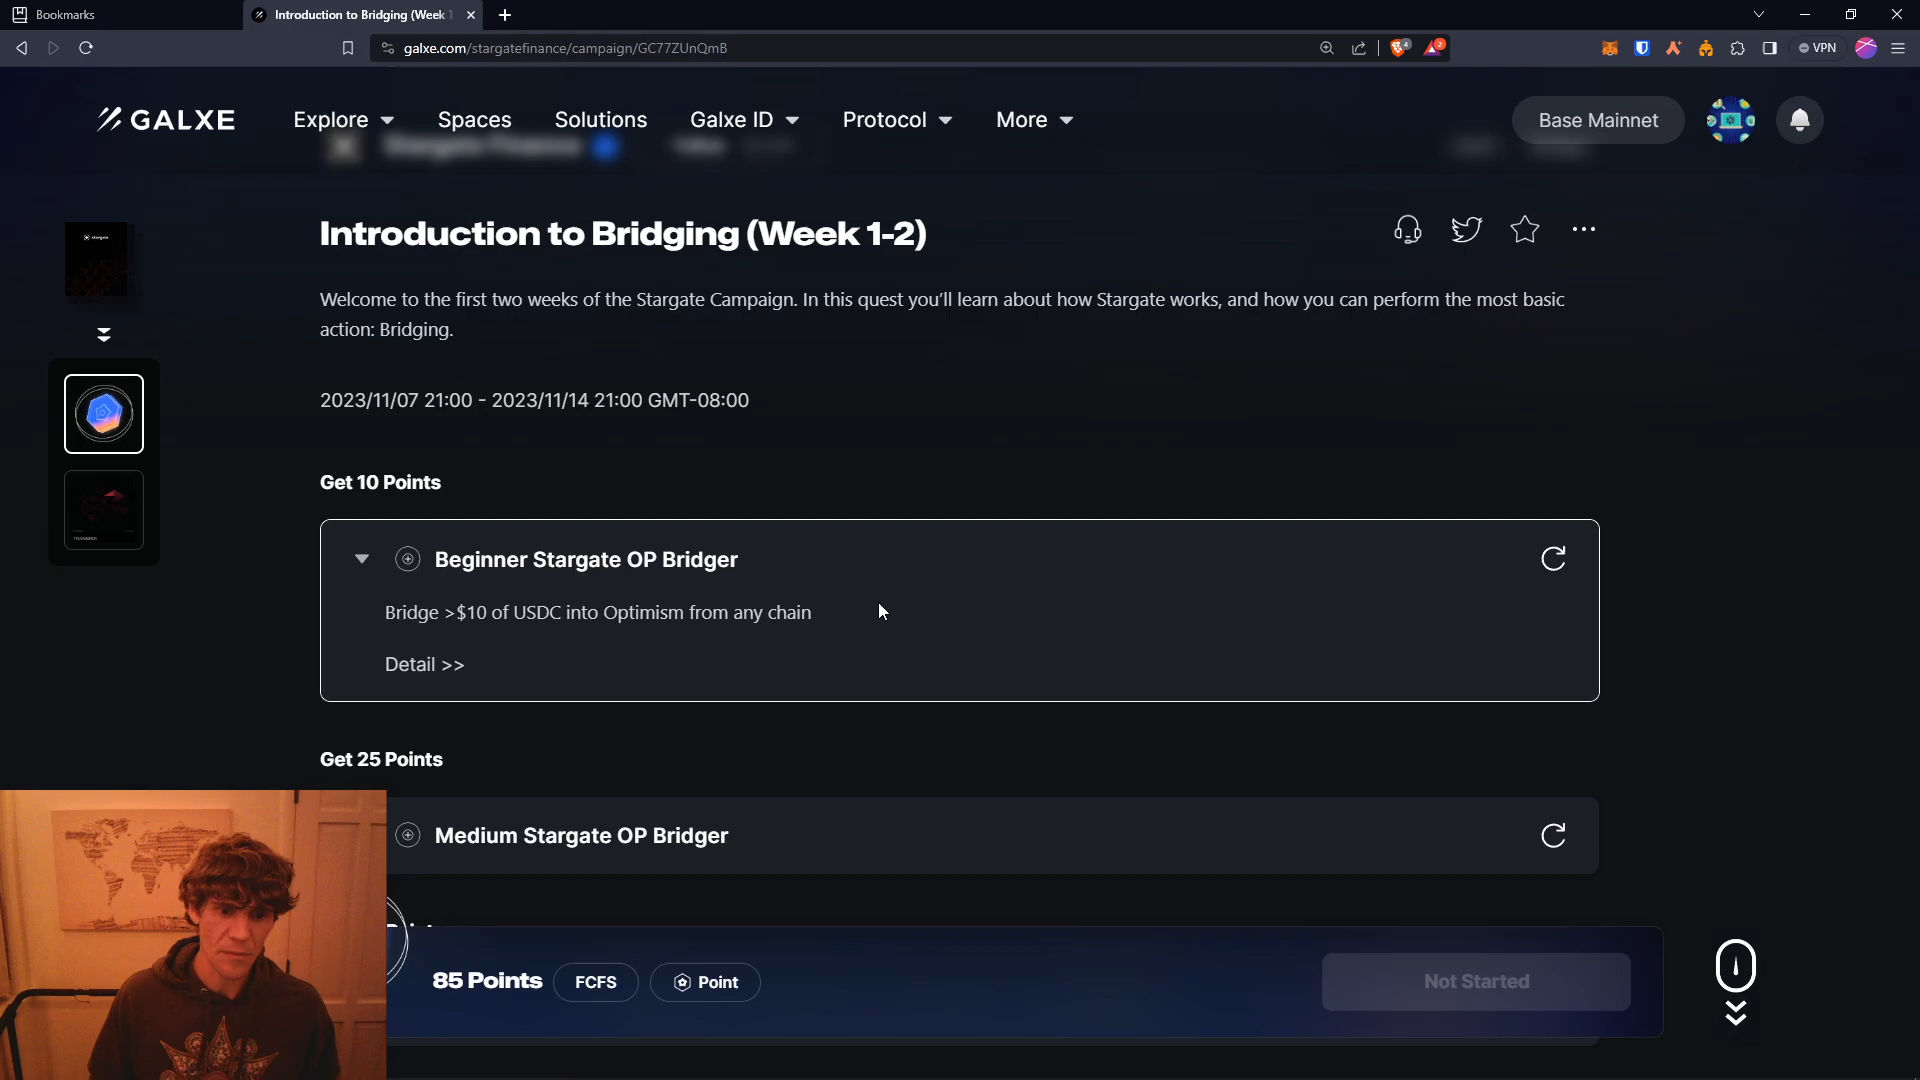 Bookmarks
Introduction to Bridging (Week 1
galxe.com/stargatefinance/campaign/GC77ZUnQmB
4
2
VPN
GALXE
Explore
Spaces
Solutions
Galxe ID
Protocol
More
Base Mainnet
Stargate Finance
Introduction to Bridging (Week 1-2)
Welcome to the first two weeks of the Stargate Campaign. In this quest you'll learn about how Stargate works, and how you can perform the most basic
action: Bridging.
2023/11/07 21:00 - 2023/11/14 21:00 GMT-08:00
Get 10 Points
Beginner Stargate OP Bridger
Bridge >$10 of USDC into Optimism from any chain
Detail >>
Get 25 Points
Medium Stargate OP Bridger
85 Points
FCFS
Point
Not Started